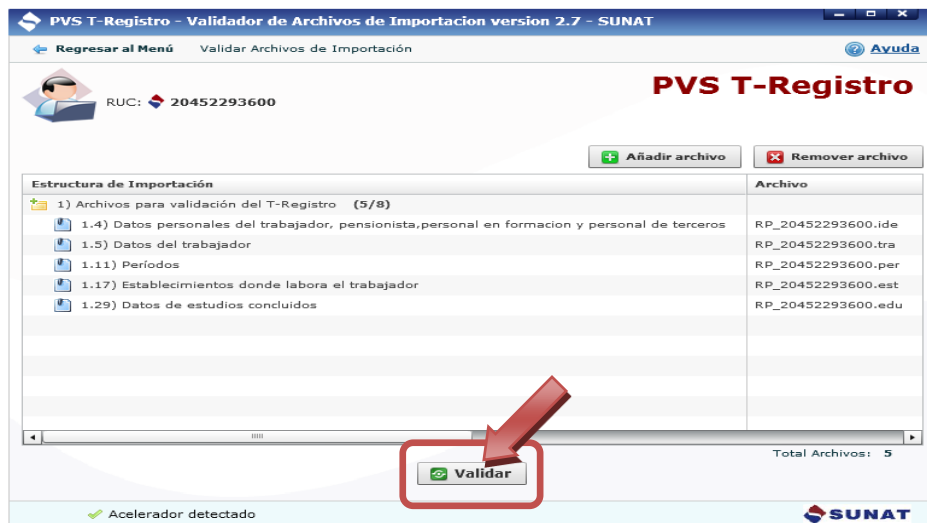 PVS T-Registro - Validador de Archivos de Importacion version 2.7 - SUNAT
Regresar al Menú Validar Archivos de Importación Ayuda
PVS T-Registro
RUC: 20452293600
Añadir archivo Remover archivo
Estructura de Importación Archivo
1) Archivos para validación del T-Registro (5/8)
1.4) Datos personales del trabajador, pensionista,personal en formacion y personal de terceros RP_20452293600.ide
1.5) Datos del trabajador RP_20452293600.tra
1.11) Períodos RP_20452293600.per
1.17) Establecimientos donde labora el trabajador RP_20452293600.est
1.29) Datos de estudios concluidos RP_20452293600.edu
Total Archivos: 5
Validar
Acelerador detectado SUNAT